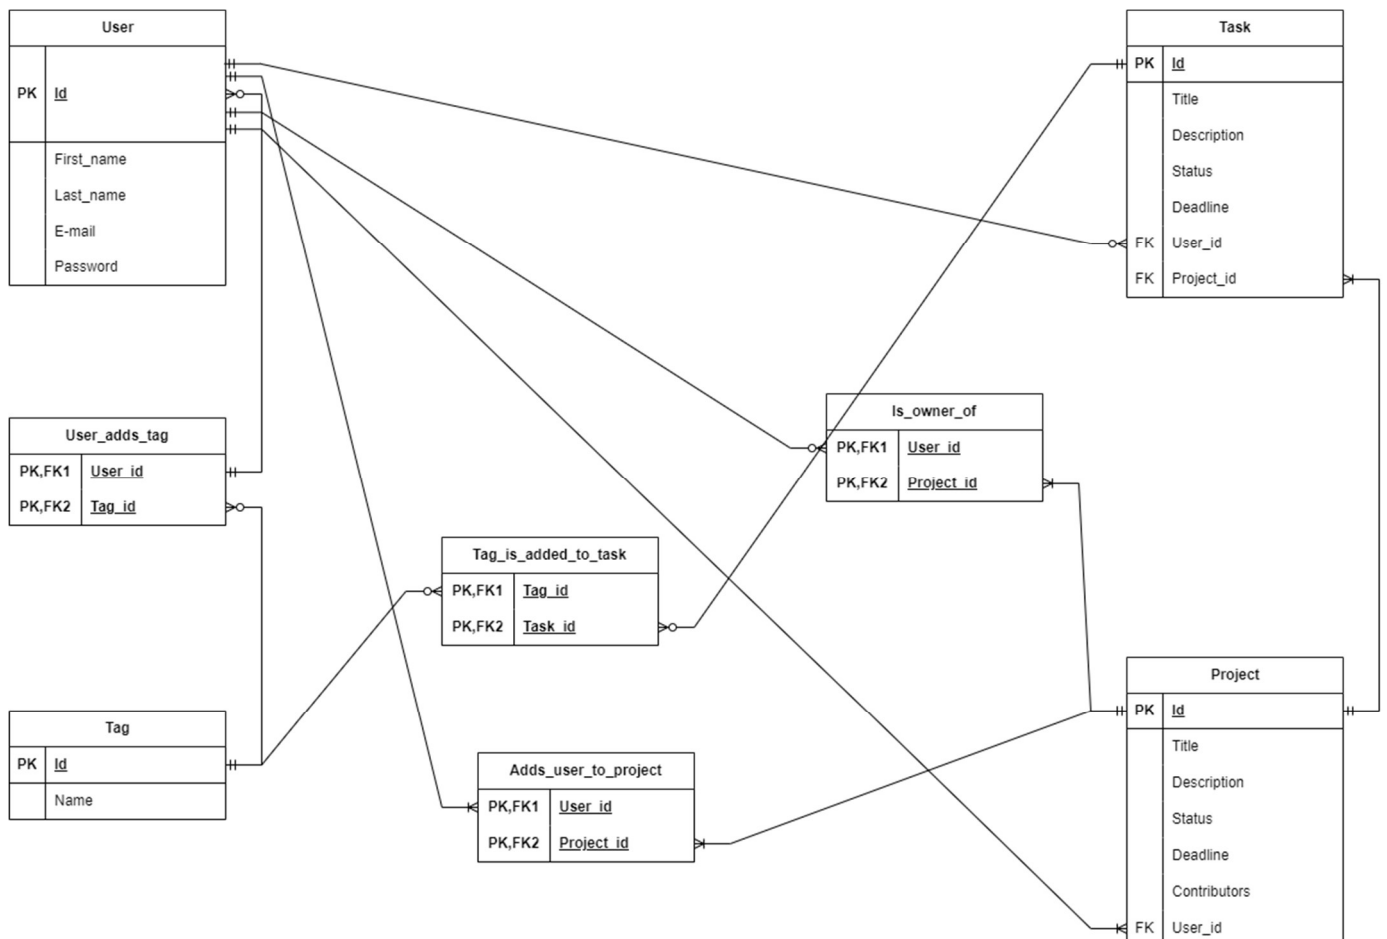 User
PK Id
First_name
Last_name
E-mail
Password
Task
PK Id
Title
Description
Status
Deadline
FK User_id
FK Project_id
User_adds_tag
PK,FK1 User_id
PK,FK2 Tag_id
Is_owner_of
PK,FK1 User_id
PK,FK2 Project_id
Tag_is_added_to_task
PK,FK1 Tag_id
PK,FK2 Task_id
Tag
PK Id
Name
Adds_user_to_project
PK,FK1 User_id
PK,FK2 Project_id
Project
PK Id
Title
Description
Status
Deadline
Contributors
FK User_id